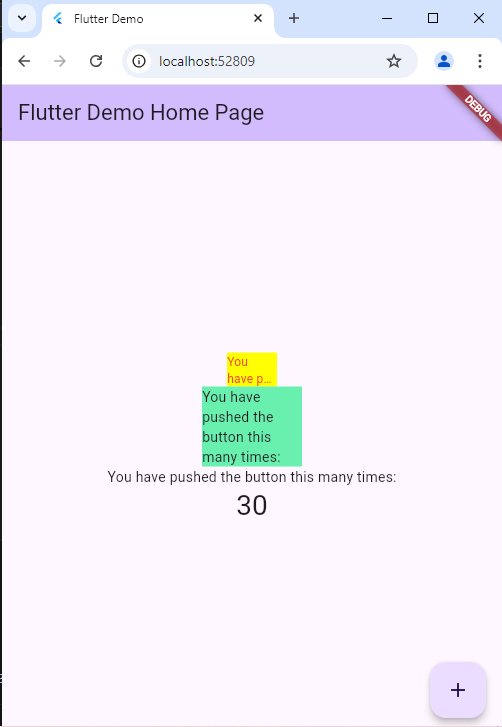 Flutter Demo
localhost:52809
Flutter Demo Home Page
DEBUG
You
have p...
You have
pushed the
button this
many times:
You have pushed the button this many times:
30